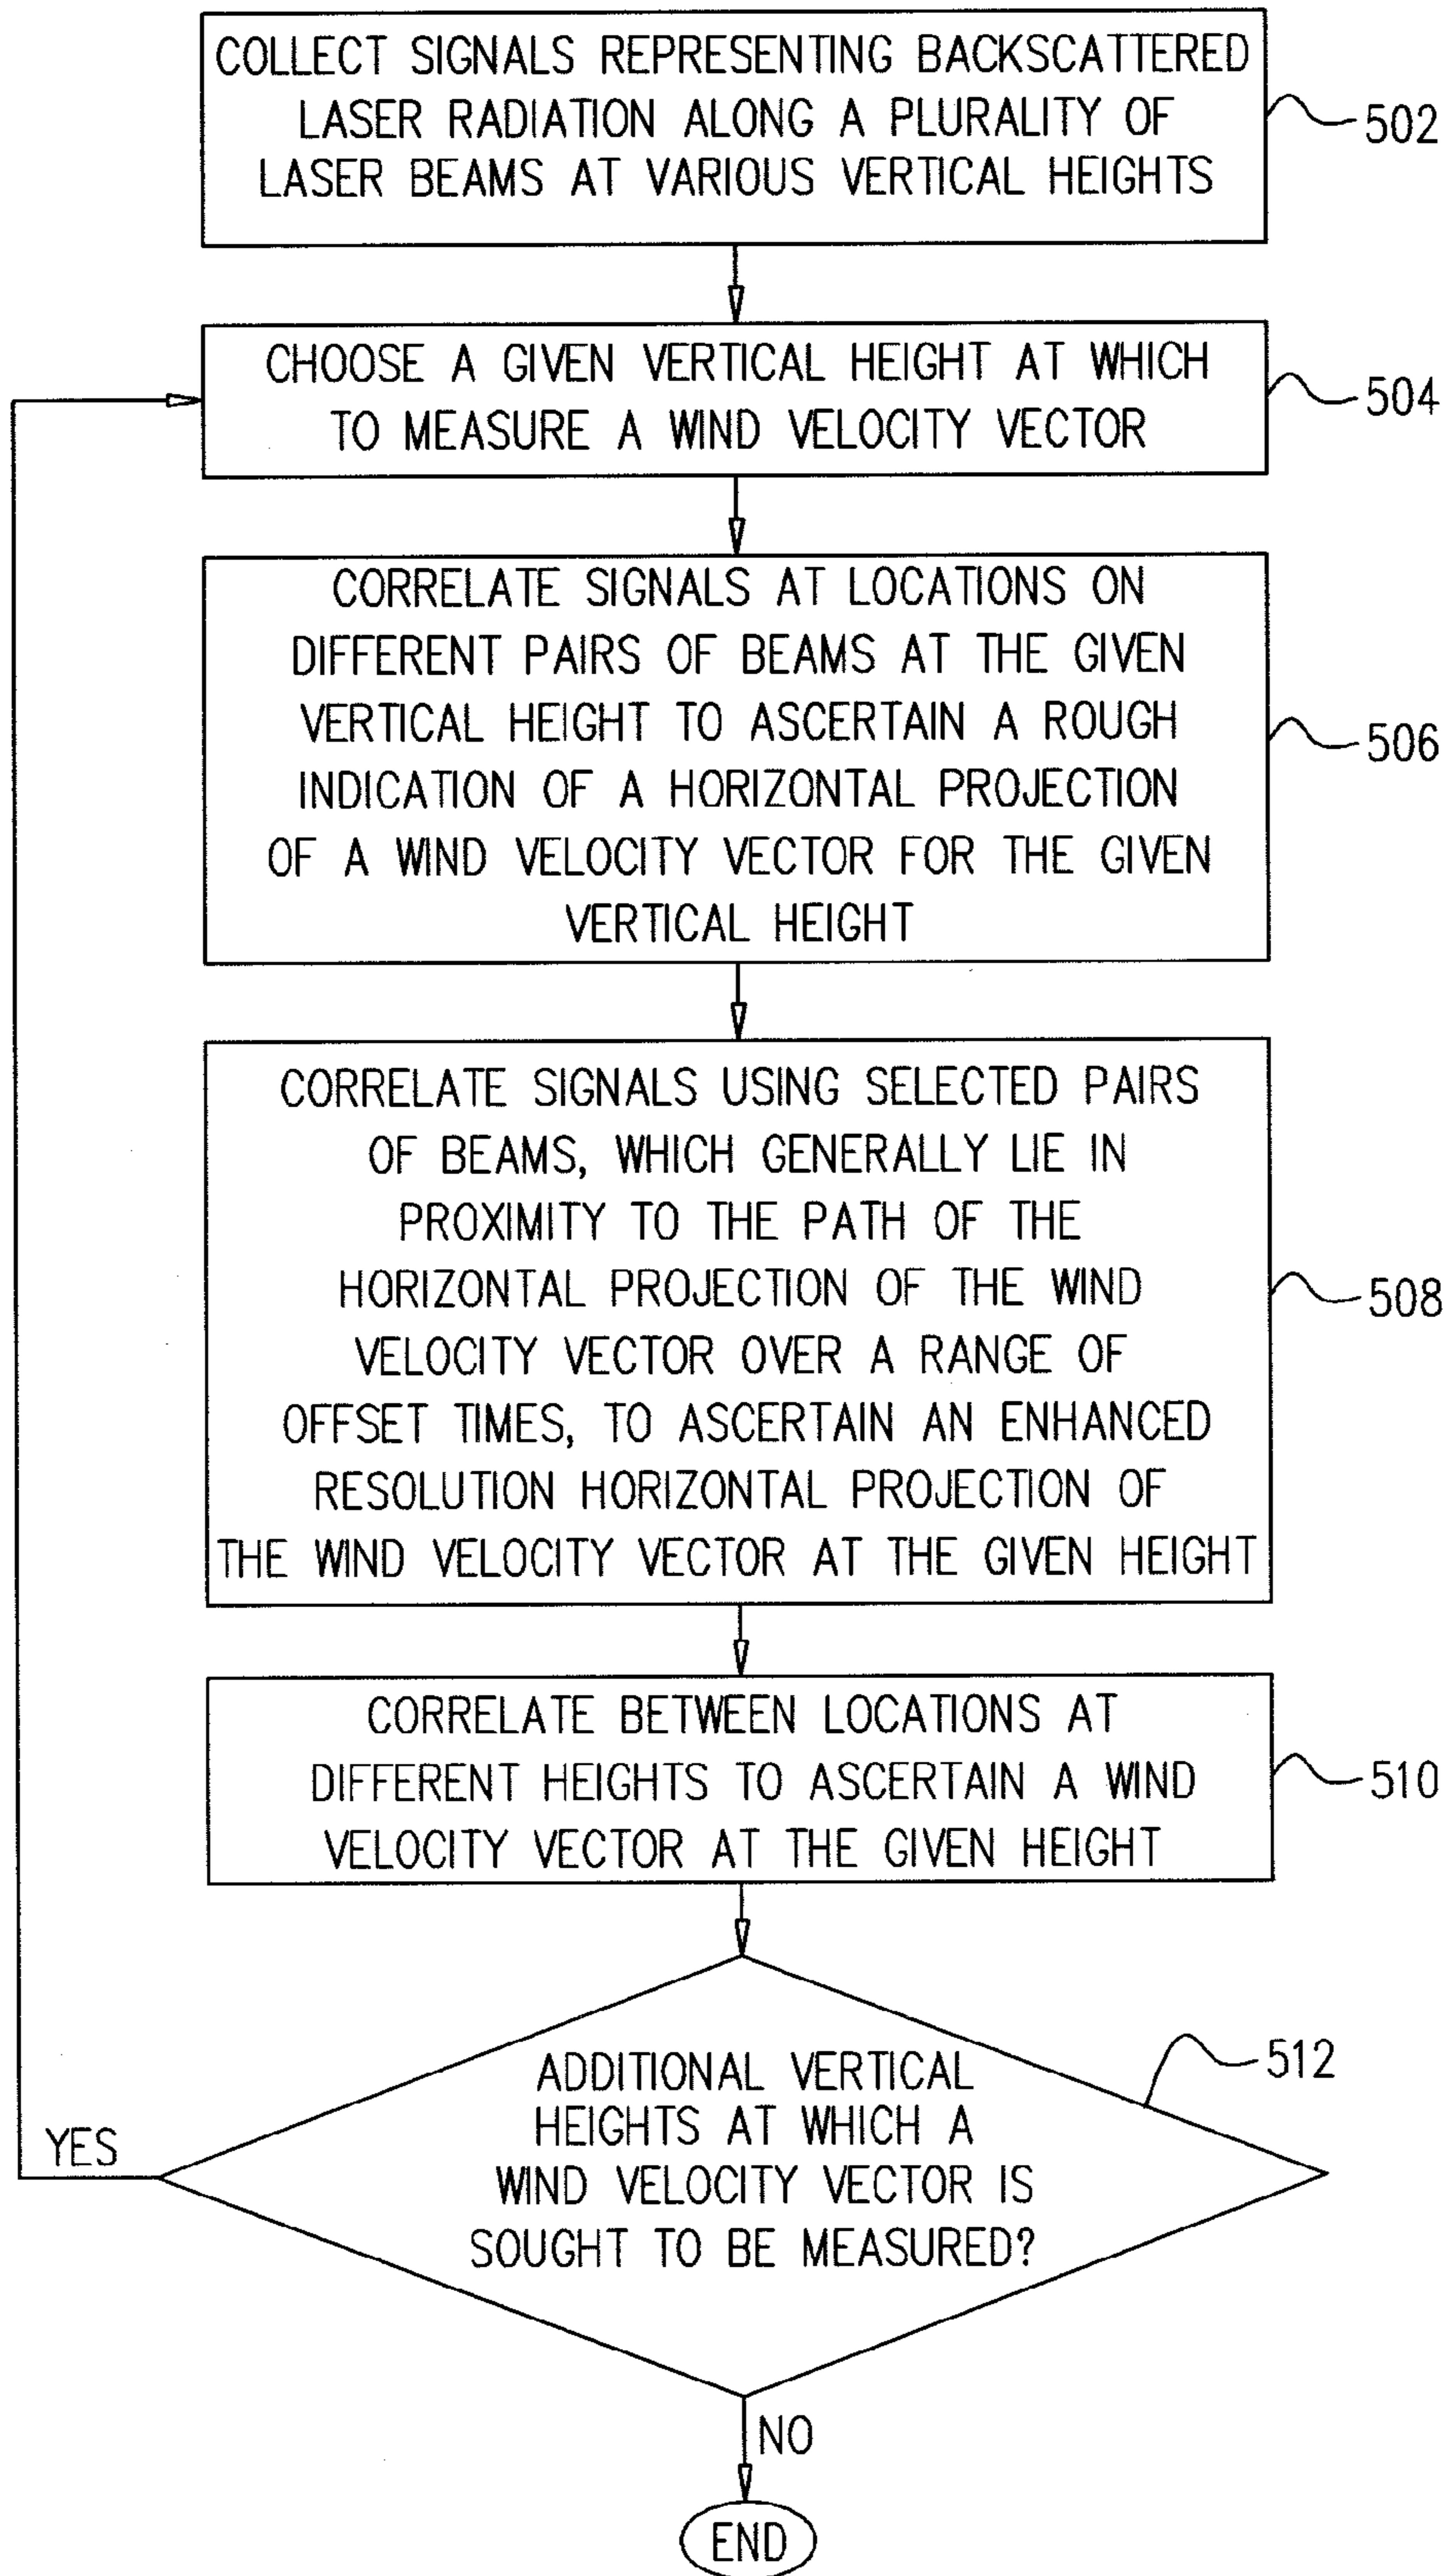 COLLECT SIGNALS REPRESENTING BACKSCATTERED
LASER RADIATION ALONG A PLURALITY OF
LASER BEAMS AT VARIOUS VERTICAL HEIGHTS
502
CHOOSE A GIVEN VERTICAL HEIGHT AT WHICH
TO MEASURE A WIND VELOCITY VECTOR
504
CORRELATE SIGNALS AT LOCATIONS ON
DIFFERENT PAIRS OF BEAMS AT THE GIVEN
VERTICAL HEIGHT TO ASCERTAIN A ROUGH
INDICATION OF A HORIZONTAL PROJECTION
OF A WIND VELOCITY VECTOR FOR THE GIVEN
VERTICAL HEIGHT
506
CORRELATE SIGNALS USING SELECTED PAIRS
OF BEAMS, WHICH GENERALLY LIE IN
PROXIMITY TO THE PATH OF THE
HORIZONTAL PROJECTION OF THE WIND
VELOCITY VECTOR OVER A RANGE OF
OFFSET TIMES, TO ASCERTAIN AN ENHANCED
RESOLUTION HORIZONTAL PROJECTION OF
THE WIND VELOCITY VECTOR AT THE GIVEN HEIGHT
508
CORRELATE BETWEEN LOCATIONS AT
DIFFERENT HEIGHTS TO ASCERTAIN A WIND
VELOCITY VECTOR AT THE GIVEN HEIGHT
510
ADDITIONAL VERTICAL
HEIGHTS AT WHICH A
WIND VELOCITY VECTOR IS
SOUGHT TO BE MEASURED?
512
YES
NO
END